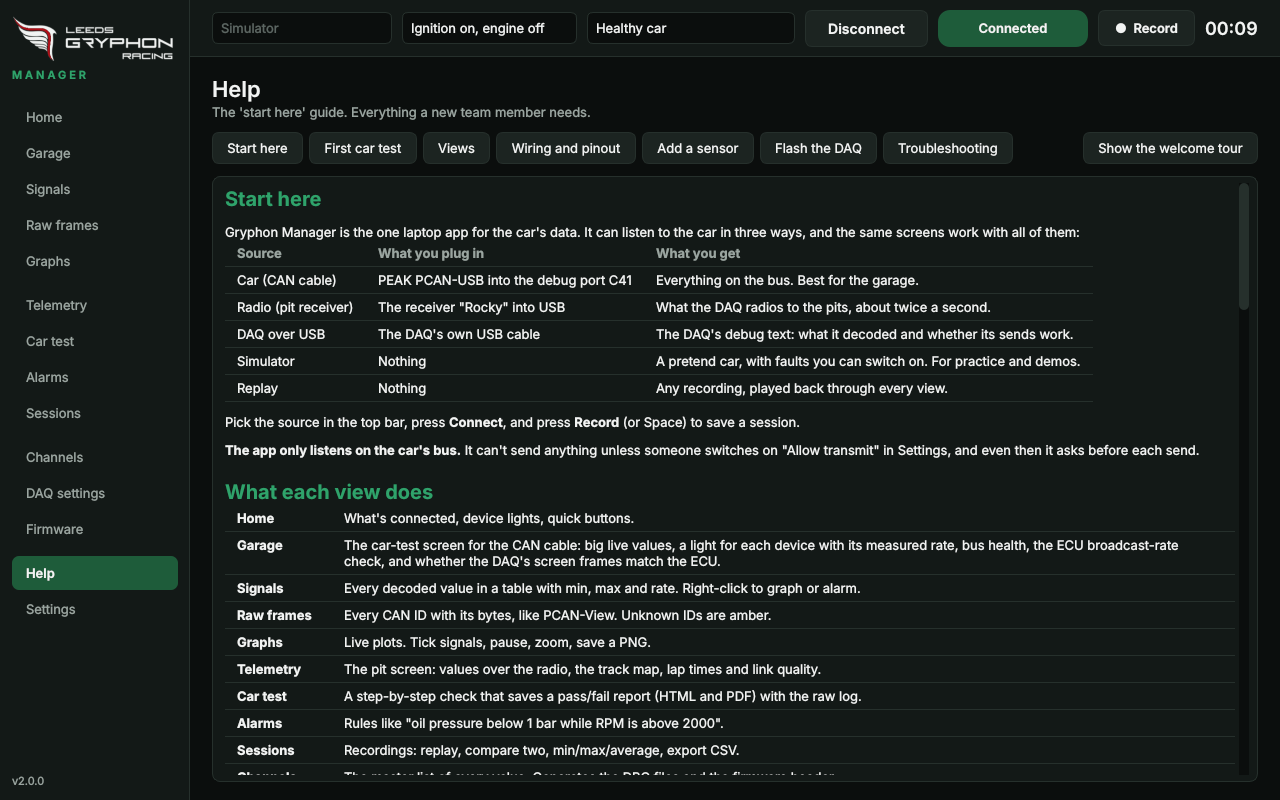 LEEDS
GRYPHON
RACING
MANAGER
Home
Garage
Signals
Raw frames
Graphs
Telemetry
Car test
Alarms
Sessions
Channels
DAQ settings
Firmware
Help
Settings
v2.0.0
Simulator
Ignition on, engine off
Healthy car
Disconnect
Connected
Record
00:09
Help
The 'start here' guide. Everything a new team member needs.
Start here
First car test
Views
Wiring and pinout
Add a sensor
Flash the DAQ
Troubleshooting
Show the welcome tour
Start here
Gryphon Manager is the one laptop app for the car's data. It can listen to the car in three ways, and the same screens work with all of them:
Source What you plug in What you get
Car (CAN cable) PEAK PCAN-USB into the debug port C41 Everything on the bus. Best for the garage.
Radio (pit receiver) The receiver "Rocky" into USB What the DAQ radios to the pits, about twice a second.
DAQ over USB The DAQ's own USB cable The DAQ's debug text: what it decoded and whether its sends work.
Simulator Nothing A pretend car, with faults you can switch on. For practice and demos.
Replay Nothing Any recording, played back through every view.
Pick the source in the top bar, press Connect, and press Record (or Space) to save a session.
The app only listens on the car's bus. It can't send anything unless someone switches on "Allow transmit" in Settings, and even then it asks before each send.
What each view does
Home What's connected, device lights, quick buttons.
Garage The car-test screen for the CAN cable: big live values, a light for each device with its measured rate, bus health, the ECU broadcast-rate
check, and whether the DAQ's screen frames match the ECU.
Signals Every decoded value in a table with min, max and rate. Right-click to graph or alarm.
Raw frames Every CAN ID with its bytes, like PCAN-View. Unknown IDs are amber.
Graphs Live plots. Tick signals, pause, zoom, save a PNG.
Telemetry The pit screen: values over the radio, the track map, lap times and link quality.
Car test A step-by-step check that saves a pass/fail report (HTML and PDF) with the raw log.
Alarms Rules like "oil pressure below 1 bar while RPM is above 2000".
Sessions Recordings: replay, compare two, min/max/average, export CSV.